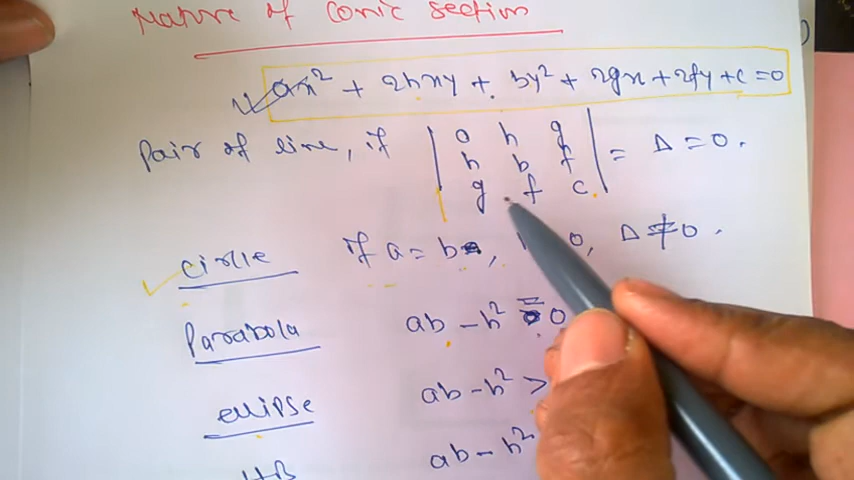 Nature of Conic section
ax² + 2hxy + by² + 2gx + 2fy + c = 0
Pair of line, if | a h g | = Δ = 0.
h b f
g f c
Circle if a = b, 0, Δ ≠ 0.
Parabola ab - h² = 0
ellipse ab - h² >
ab - h²